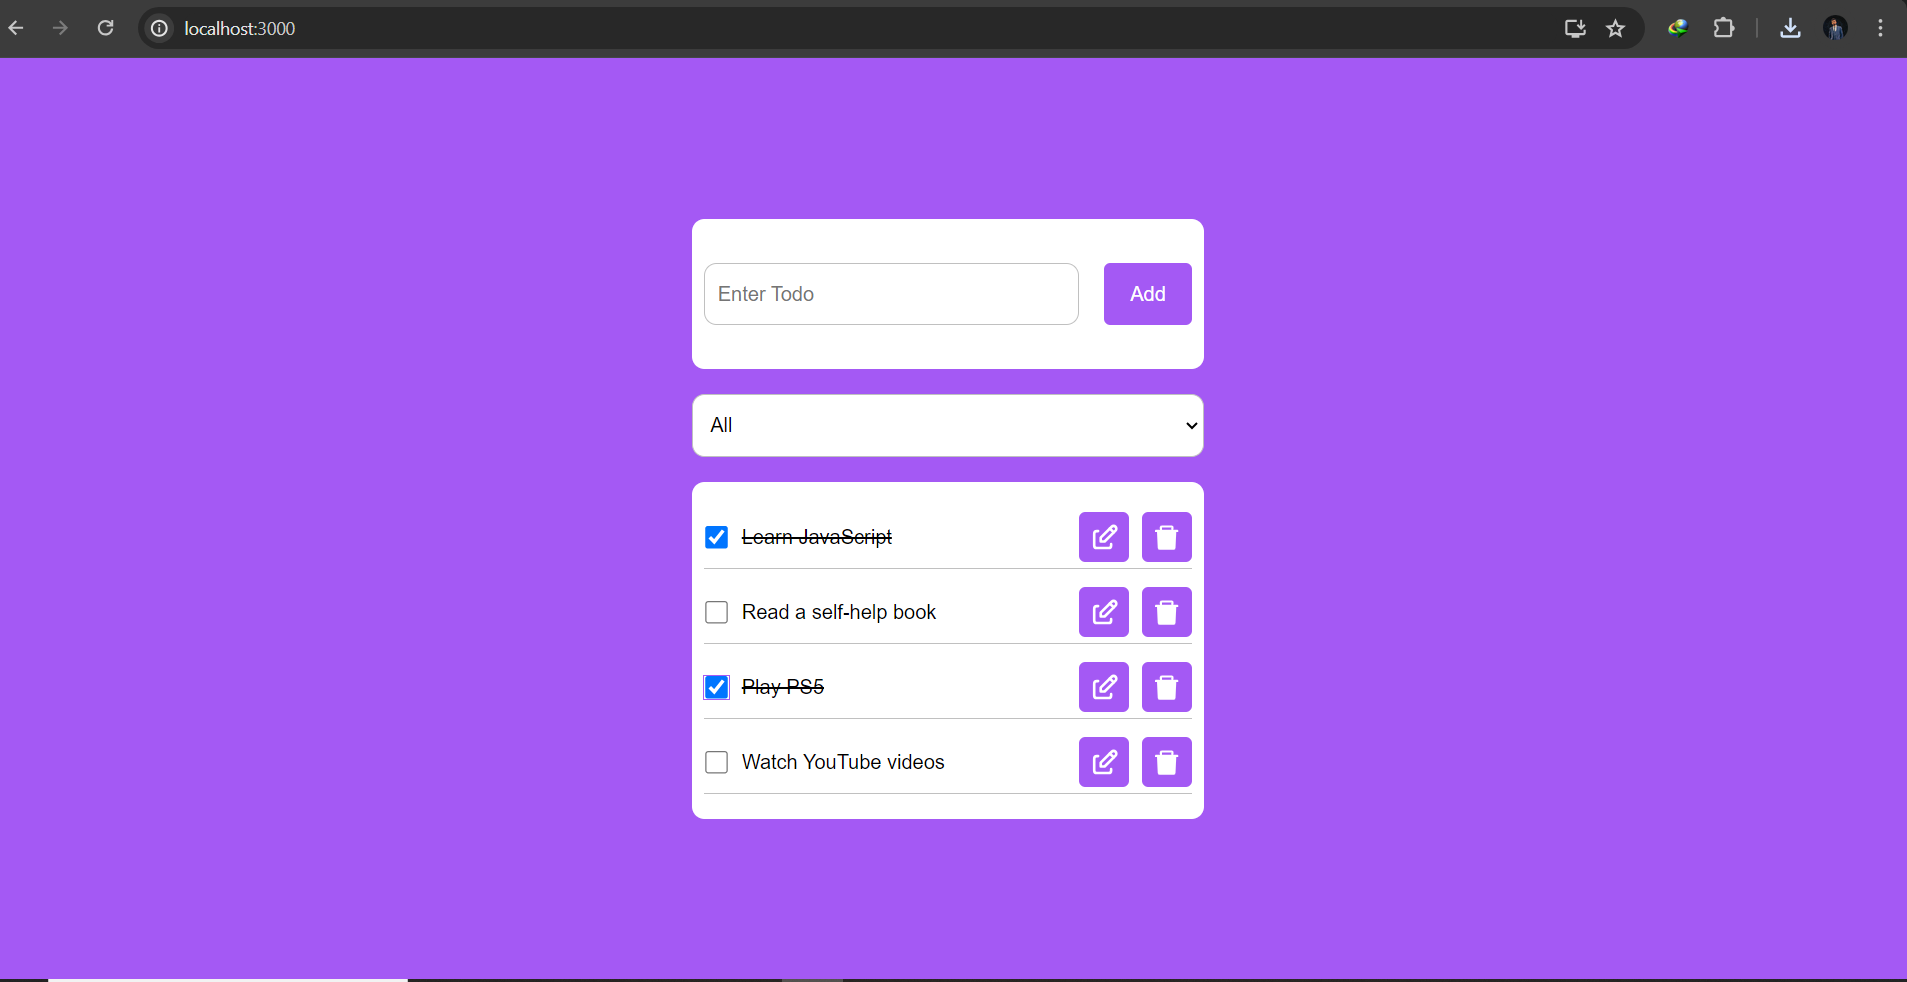 localhost:3000
Enter Todo
Add
All
Learn JavaScript
Read a self-help book
Play PS5
Watch YouTube videos